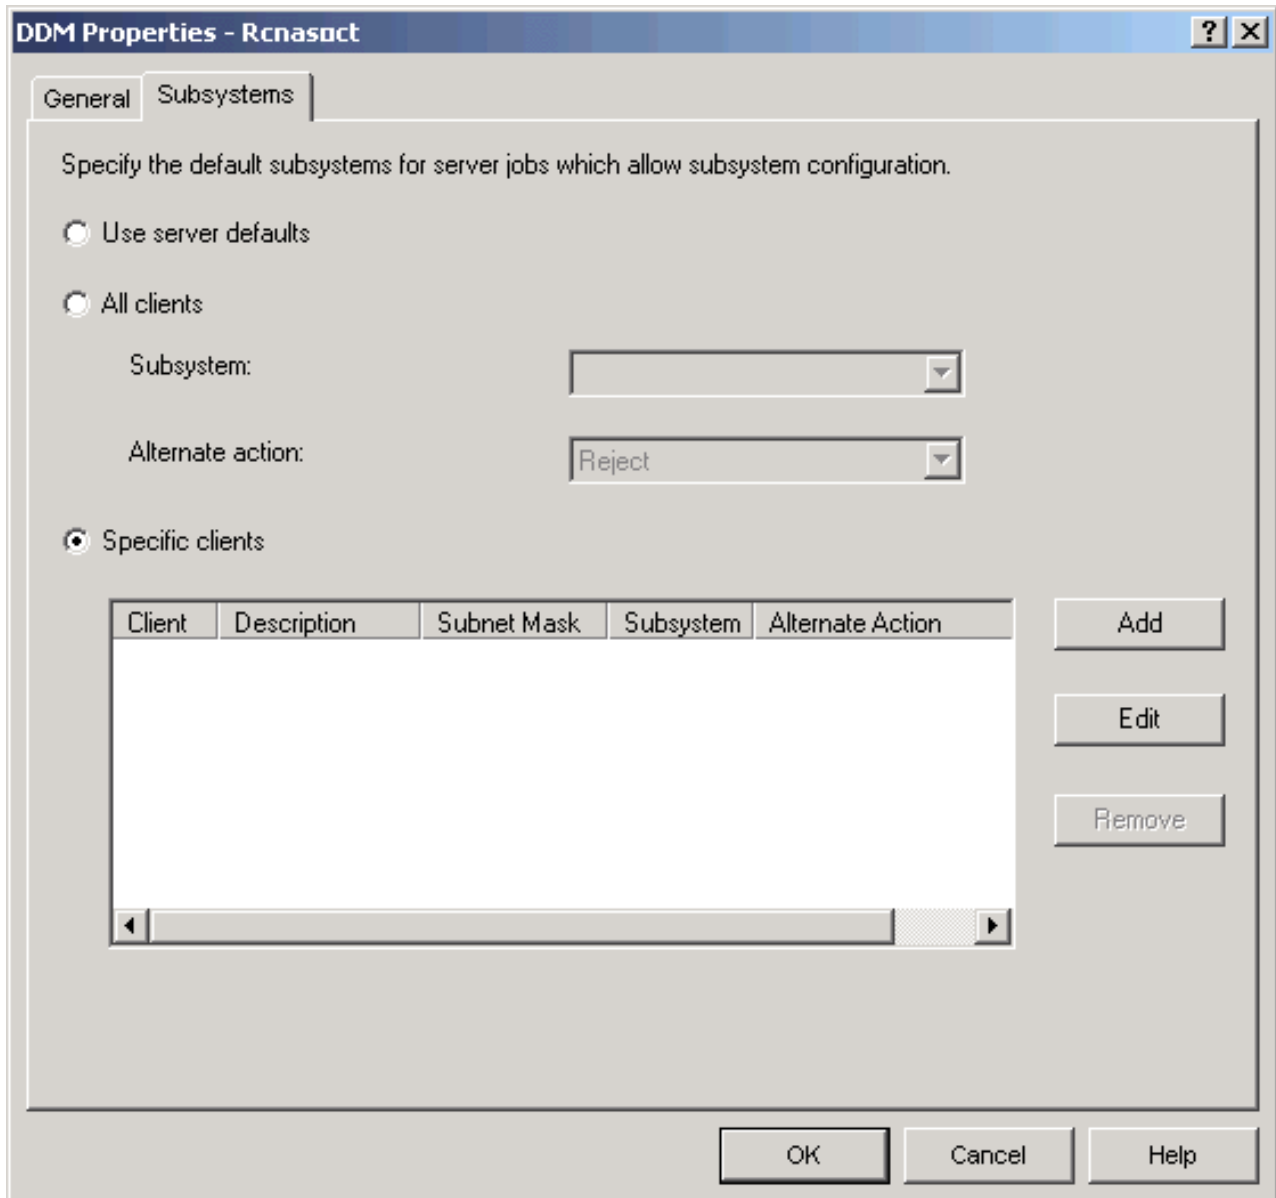 DDM Properties - Rcnasnct
? X
General Subsystems
Specify the default subsystems for server jobs which allow subsystem configuration.
Use server defaults
All clients
Subsystem:
Alternate action: Reject
Specific clients
Client Description Subnet Mask Subsystem Alternate Action
Add
Edit
Remove
OK Cancel Help